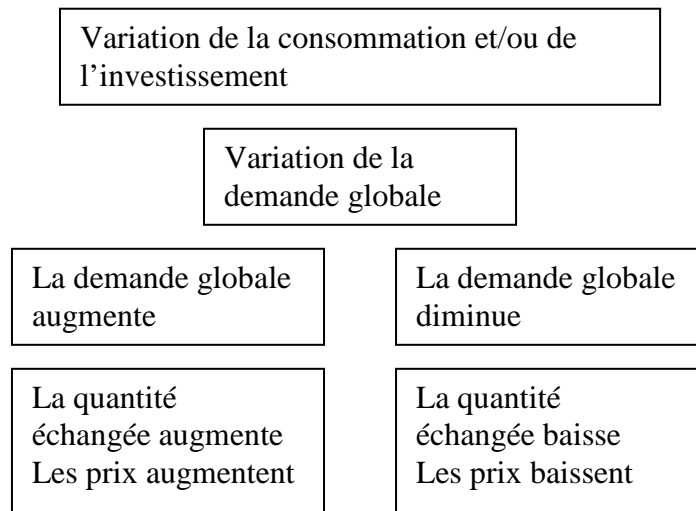 Variation de la consommation et/ou de
l’investissement
Variation de la
demande globale
La demande globale
augmente
La demande globale
diminue
La quantité
échangée augmente
Les prix augmentent
La quantité
échangée baisse
Les prix baissent